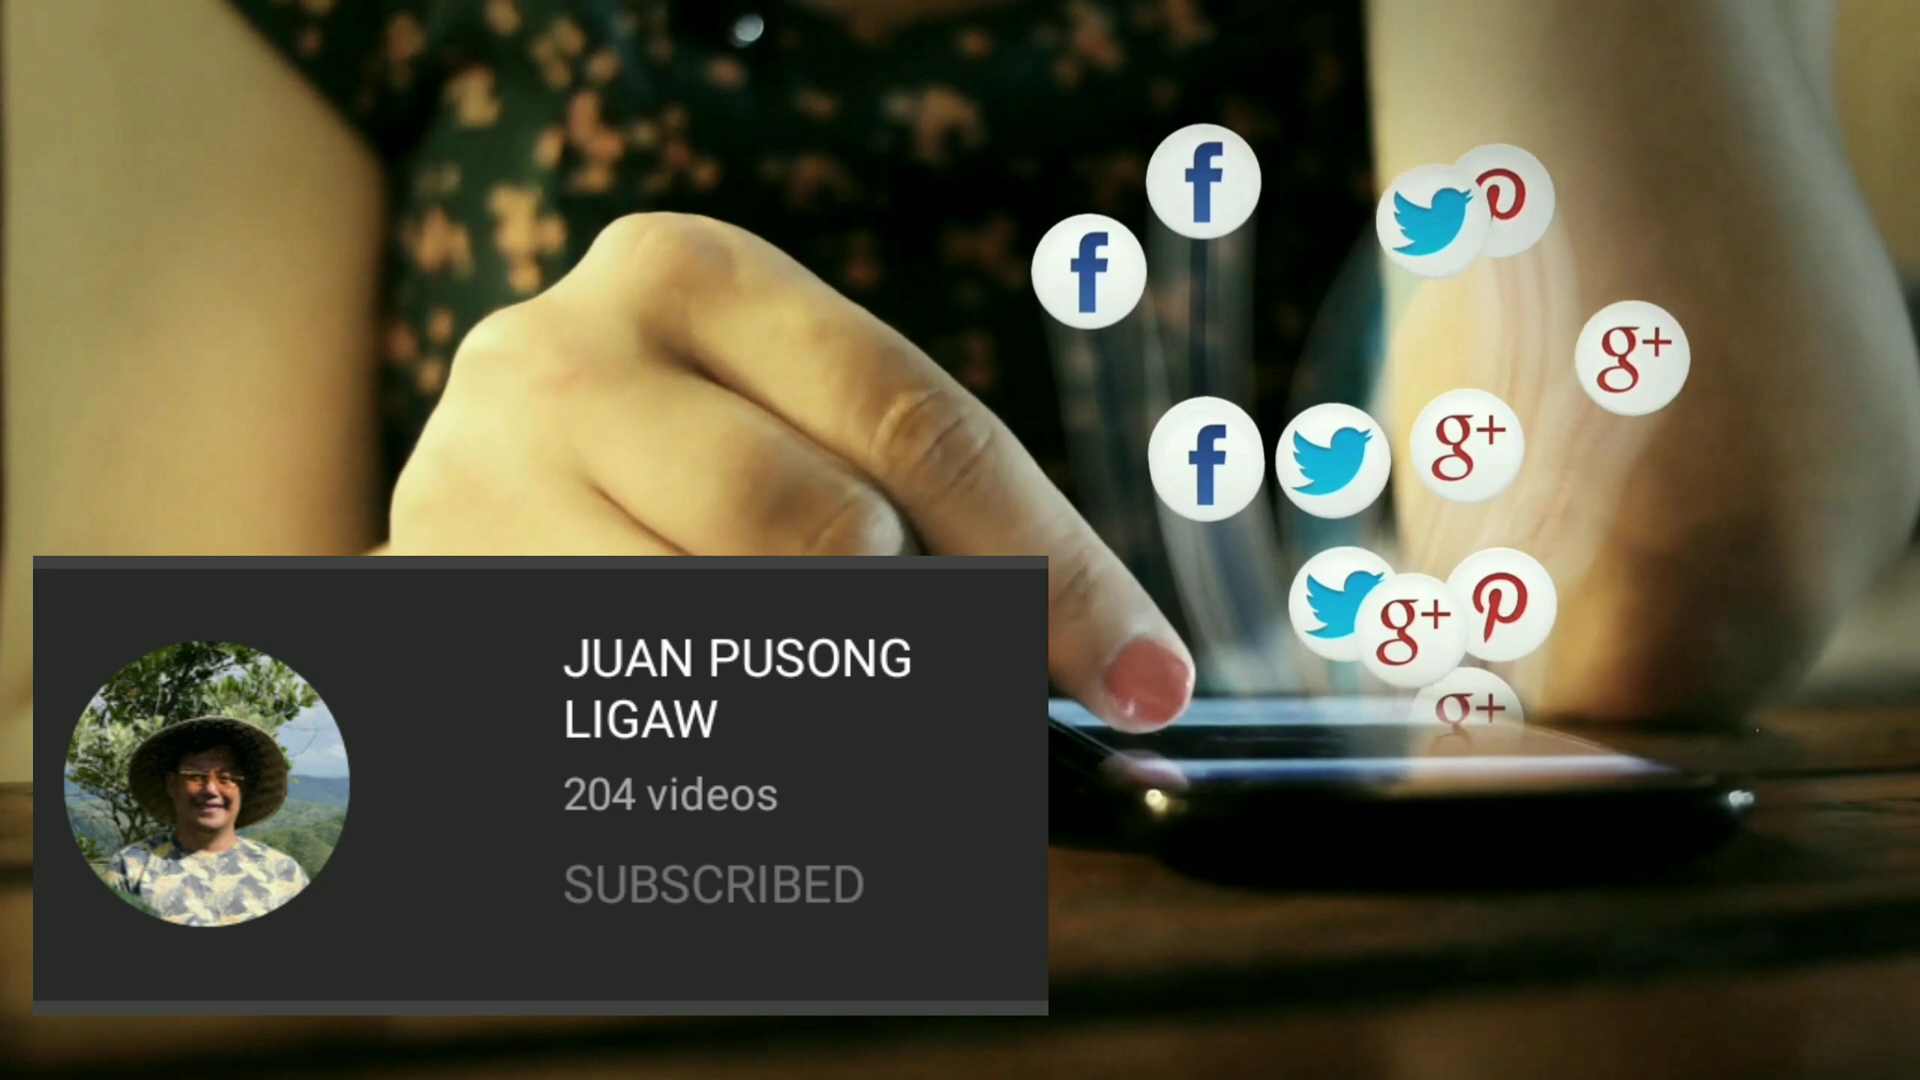 f
f
g+
f
g+
g+
g+
JUAN PUSONG
LIGAW
204 videos
SUBSCRIBED